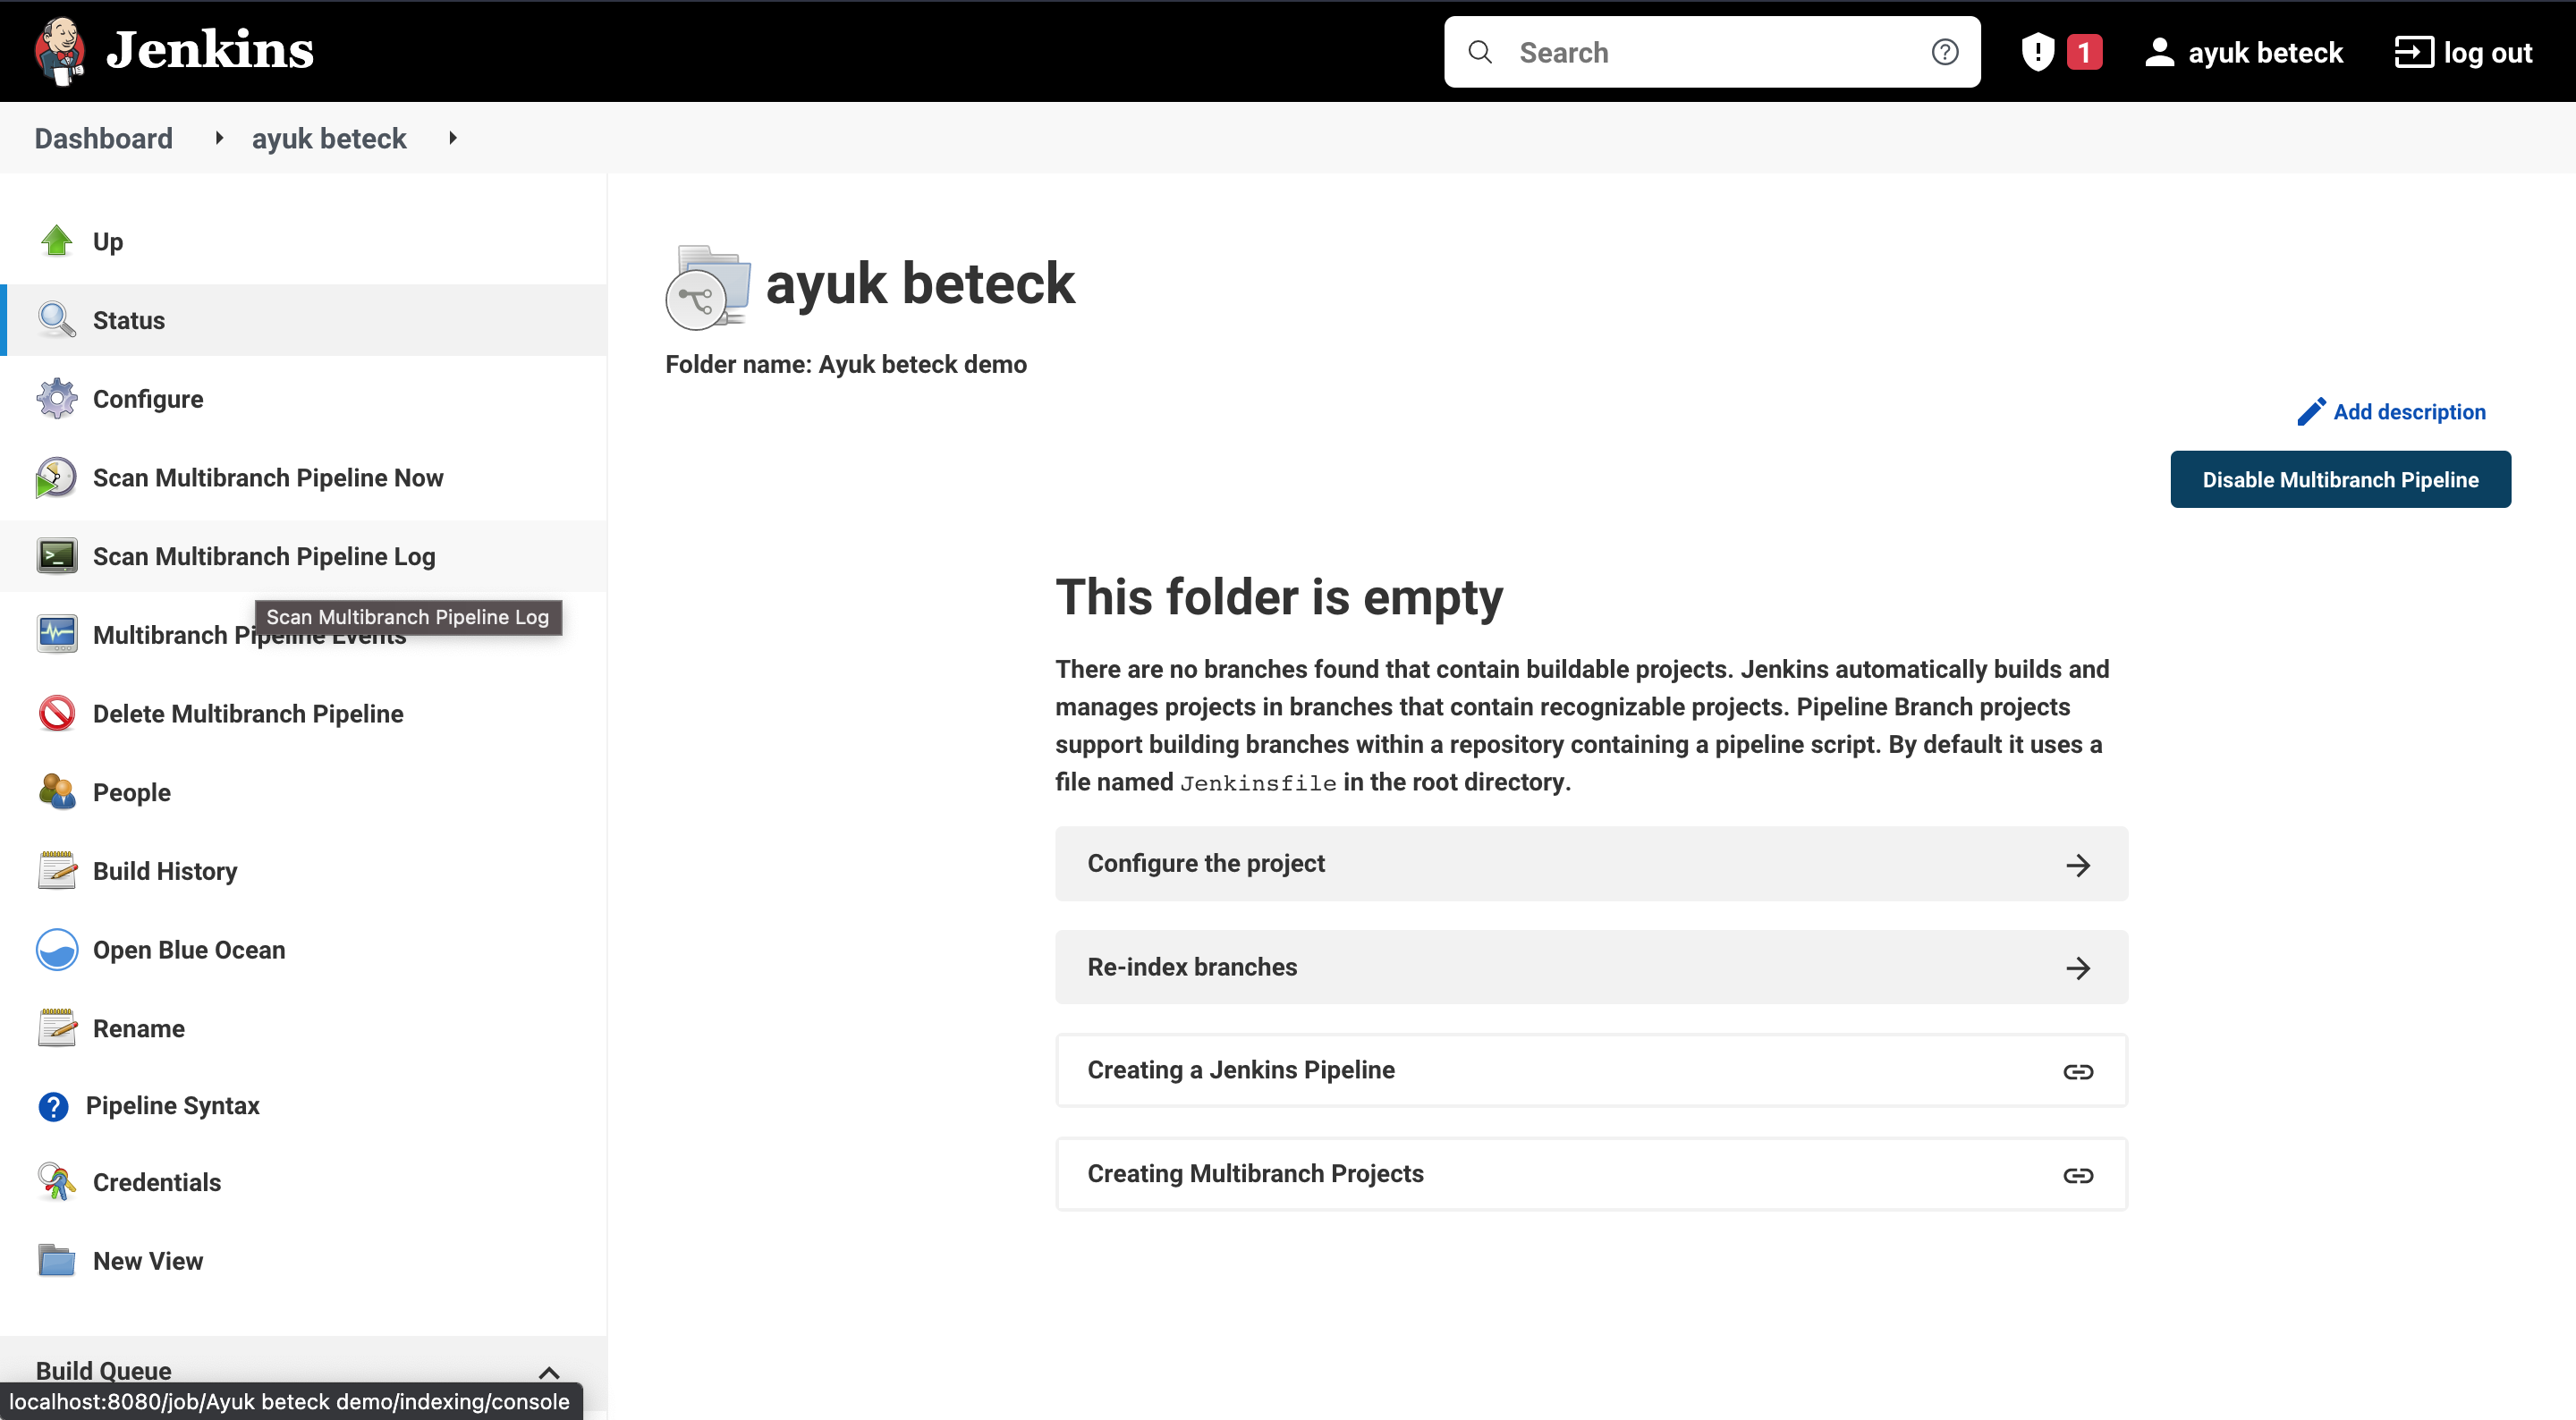 Jenkins
Search
1
ayuk beteck
log out
Dashboard
ayuk beteck
Up
Status
Configure
Scan Multibranch Pipeline Now
Scan Multibranch Pipeline Log
Scan Multibranch Pipeline Log
Multibranch Pipeline Events
Delete Multibranch Pipeline
People
Build History
Open Blue Ocean
Rename
Pipeline Syntax
Credentials
New View
Build Queue
localhost:8080/job/Ayuk beteck demo/indexing/console
ayuk beteck
Folder name: Ayuk beteck demo
Add description
Disable Multibranch Pipeline
This folder is empty
There are no branches found that contain buildable projects. Jenkins automatically builds and
manages projects in branches that contain recognizable projects. Pipeline Branch projects
support building branches within a repository containing a pipeline script. By default it uses a
file named Jenkinsfile in the root directory.
Configure the project
Re-index branches
Creating a Jenkins Pipeline
Creating Multibranch Projects